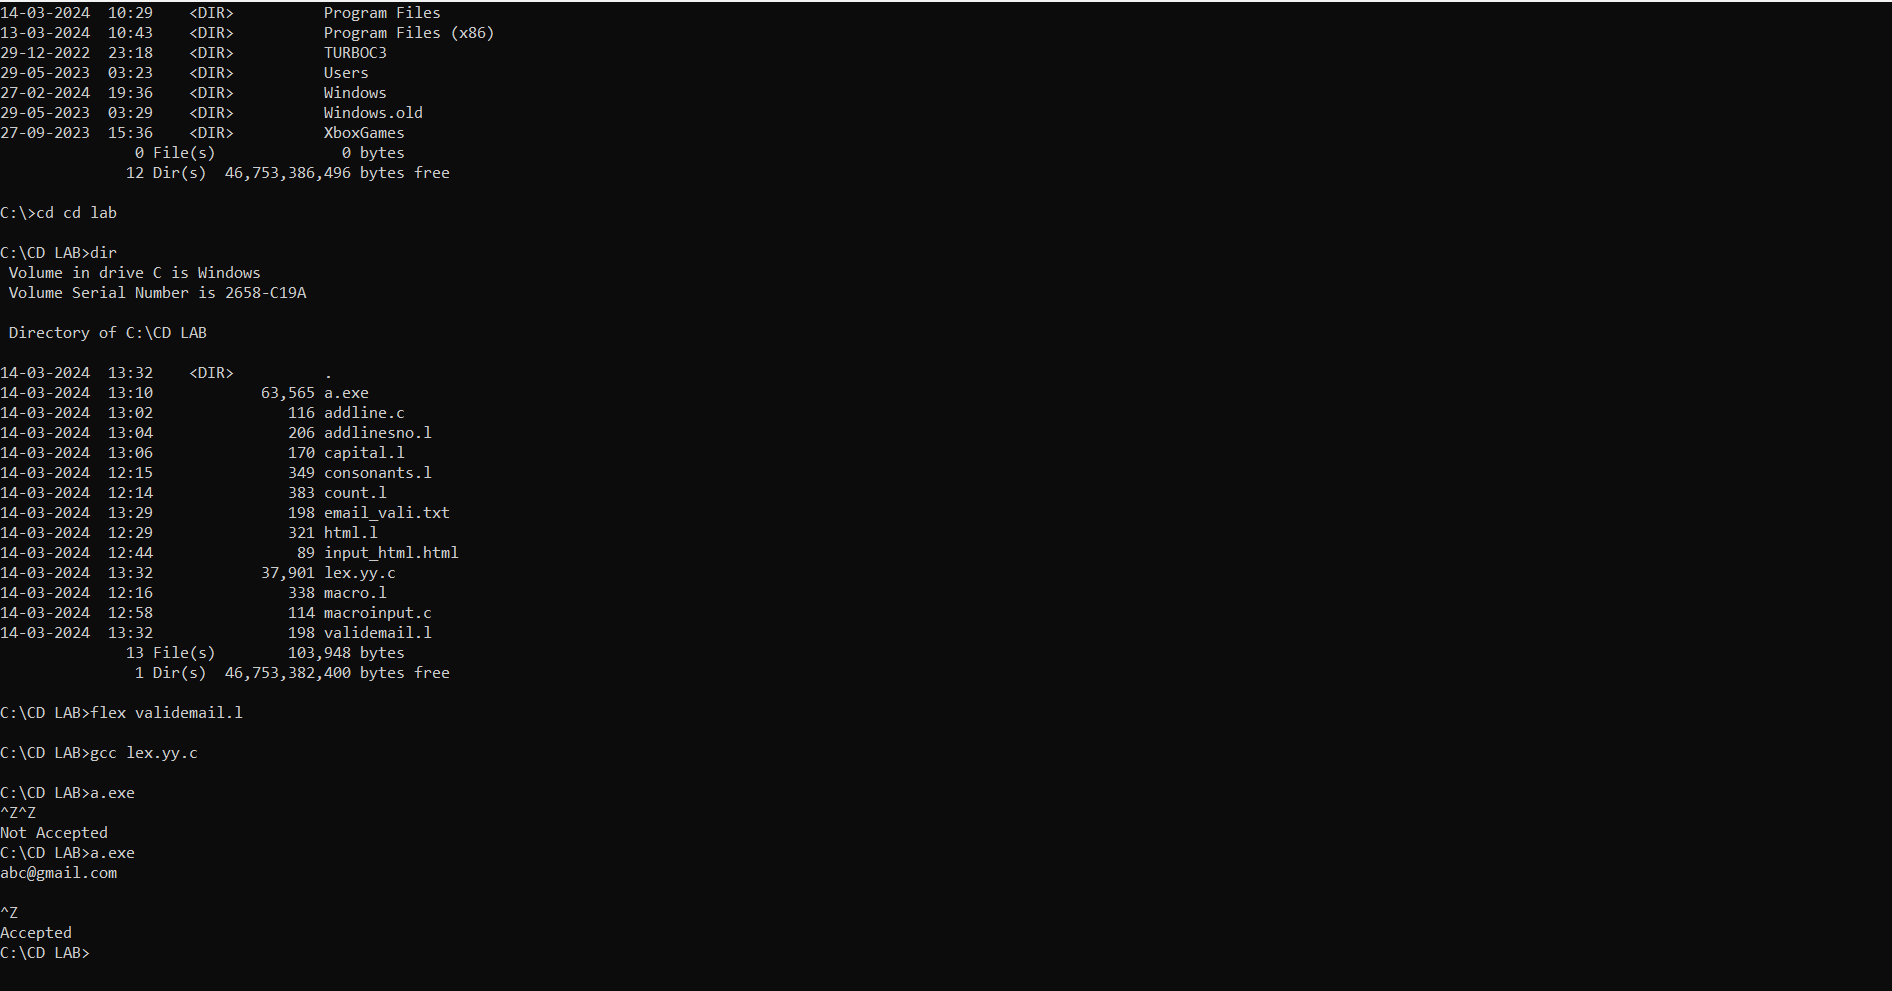 14-03-2024  10:29    <DIR>          Program Files
13-03-2024  10:43    <DIR>          Program Files (x86)
29-12-2022  23:18    <DIR>          TURBOC3
29-05-2023  03:23    <DIR>          Users
27-02-2024  19:36    <DIR>          Windows
29-05-2023  03:29    <DIR>          Windows.old
27-09-2023  15:36    <DIR>          XboxGames
               0 File(s)              0 bytes
              12 Dir(s)  46,753,386,496 bytes free
C:\>cd cd lab
C:\CD LAB>dir
 Volume in drive C is Windows
 Volume Serial Number is 2658-C19A
 Directory of C:\CD LAB
14-03-2024  13:32    <DIR>          .
14-03-2024  13:10            63,565 a.exe
14-03-2024  13:02               116 addline.c
14-03-2024  13:04               206 addlinesno.l
14-03-2024  13:06               170 capital.l
14-03-2024  12:15               349 consonants.l
14-03-2024  12:14               383 count.l
14-03-2024  13:29               198 email_vali.txt
14-03-2024  12:29               321 html.l
14-03-2024  12:44                89 input_html.html
14-03-2024  13:32            37,901 lex.yy.c
14-03-2024  12:16               338 macro.l
14-03-2024  12:58               114 macroinput.c
14-03-2024  13:32               198 validemail.l
              13 File(s)        103,948 bytes
               1 Dir(s)  46,753,382,400 bytes free
C:\CD LAB>flex validemail.l
C:\CD LAB>gcc lex.yy.c
C:\CD LAB>a.exe
^Z^Z
Not Accepted
C:\CD LAB>a.exe
abc@gmail.com
^Z
Accepted
C:\CD LAB>